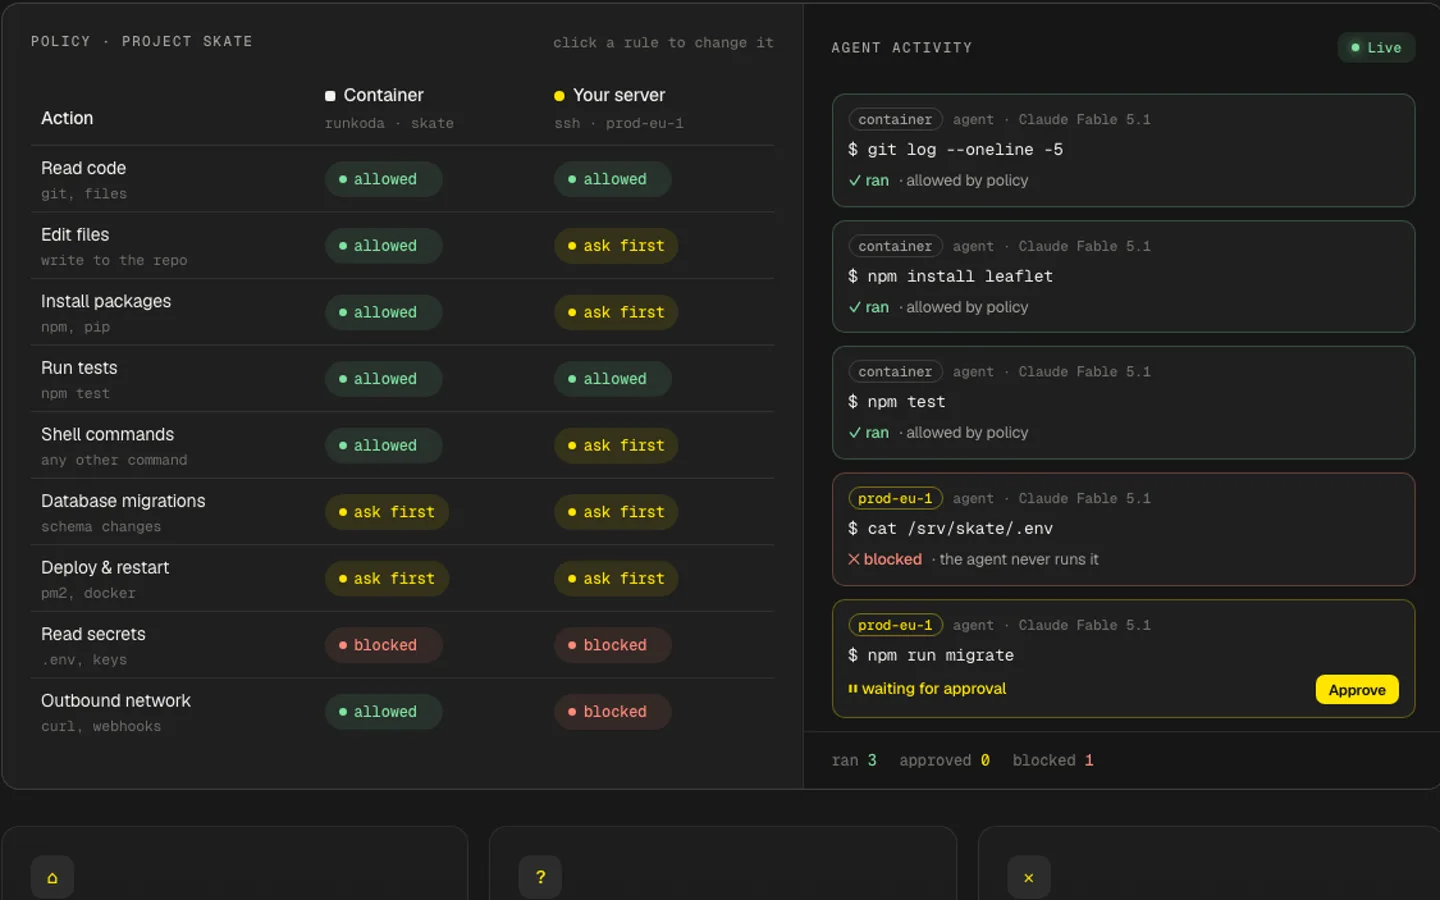 POLICY · PROJECT SKATE
click a rule to change it
Action
Container
runkoda · skate
Your server
ssh · prod-eu-1
Read code
git, files
allowed
allowed
Edit files
write to the repo
allowed
ask first
Install packages
npm, pip
allowed
ask first
Run tests
npm test
allowed
allowed
Shell commands
any other command
allowed
ask first
Database migrations
schema changes
ask first
ask first
Deploy & restart
pm2, docker
ask first
ask first
Read secrets
.env, keys
blocked
blocked
Outbound network
curl, webhooks
allowed
blocked
AGENT ACTIVITY
Live
container agent · Claude Fable 5.1
$ git log --oneline -5
✓ ran · allowed by policy
container agent · Claude Fable 5.1
$ npm install leaflet
✓ ran · allowed by policy
container agent · Claude Fable 5.1
$ npm test
✓ ran · allowed by policy
prod-eu-1 agent · Claude Fable 5.1
$ cat /srv/skate/.env
✕ blocked · the agent never runs it
prod-eu-1 agent · Claude Fable 5.1
$ npm run migrate
waiting for approval
Approve
ran 3 approved 0 blocked 1
?
×